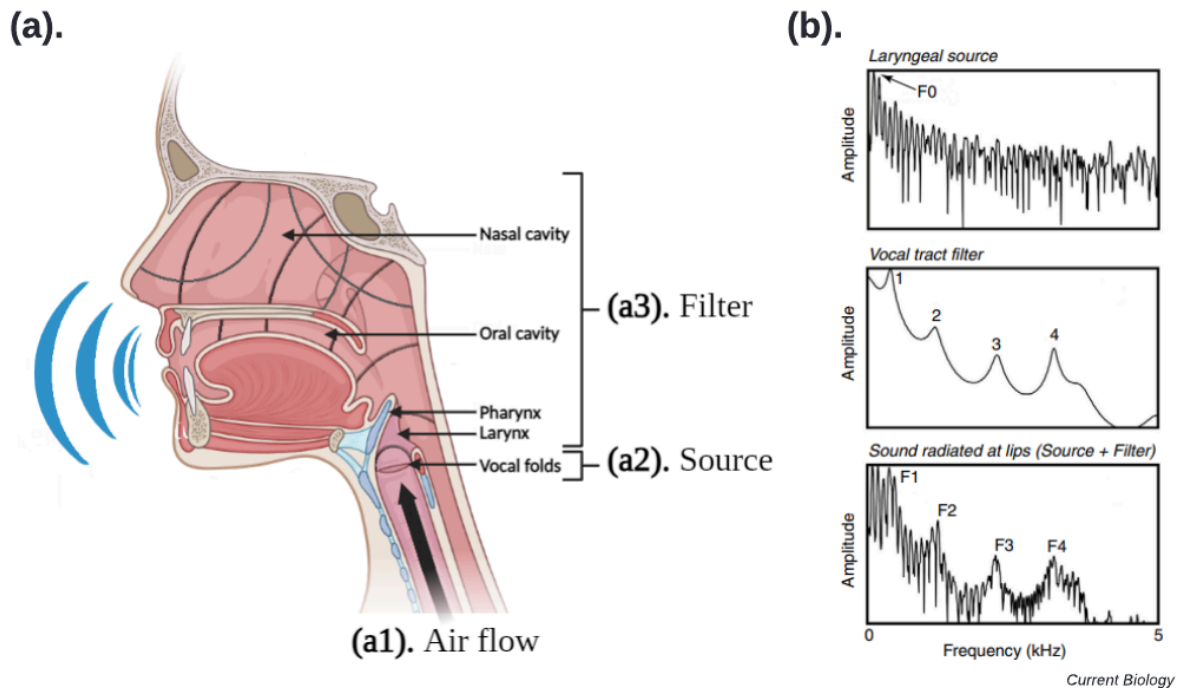 (a).
Nasal cavity
Oral cavity
Pharynx
Larynx
Vocal folds
(a3). Filter
(a2). Source
(a1). Air flow
(b).
Laryngeal source
F0
Amplitude
Vocal tract filter
1
2
3
4
Amplitude
Sound radiated at lips (Source + Filter)
F1
F2
F3
F4
Amplitude
0
5
Frequency (kHz)
Current Biology